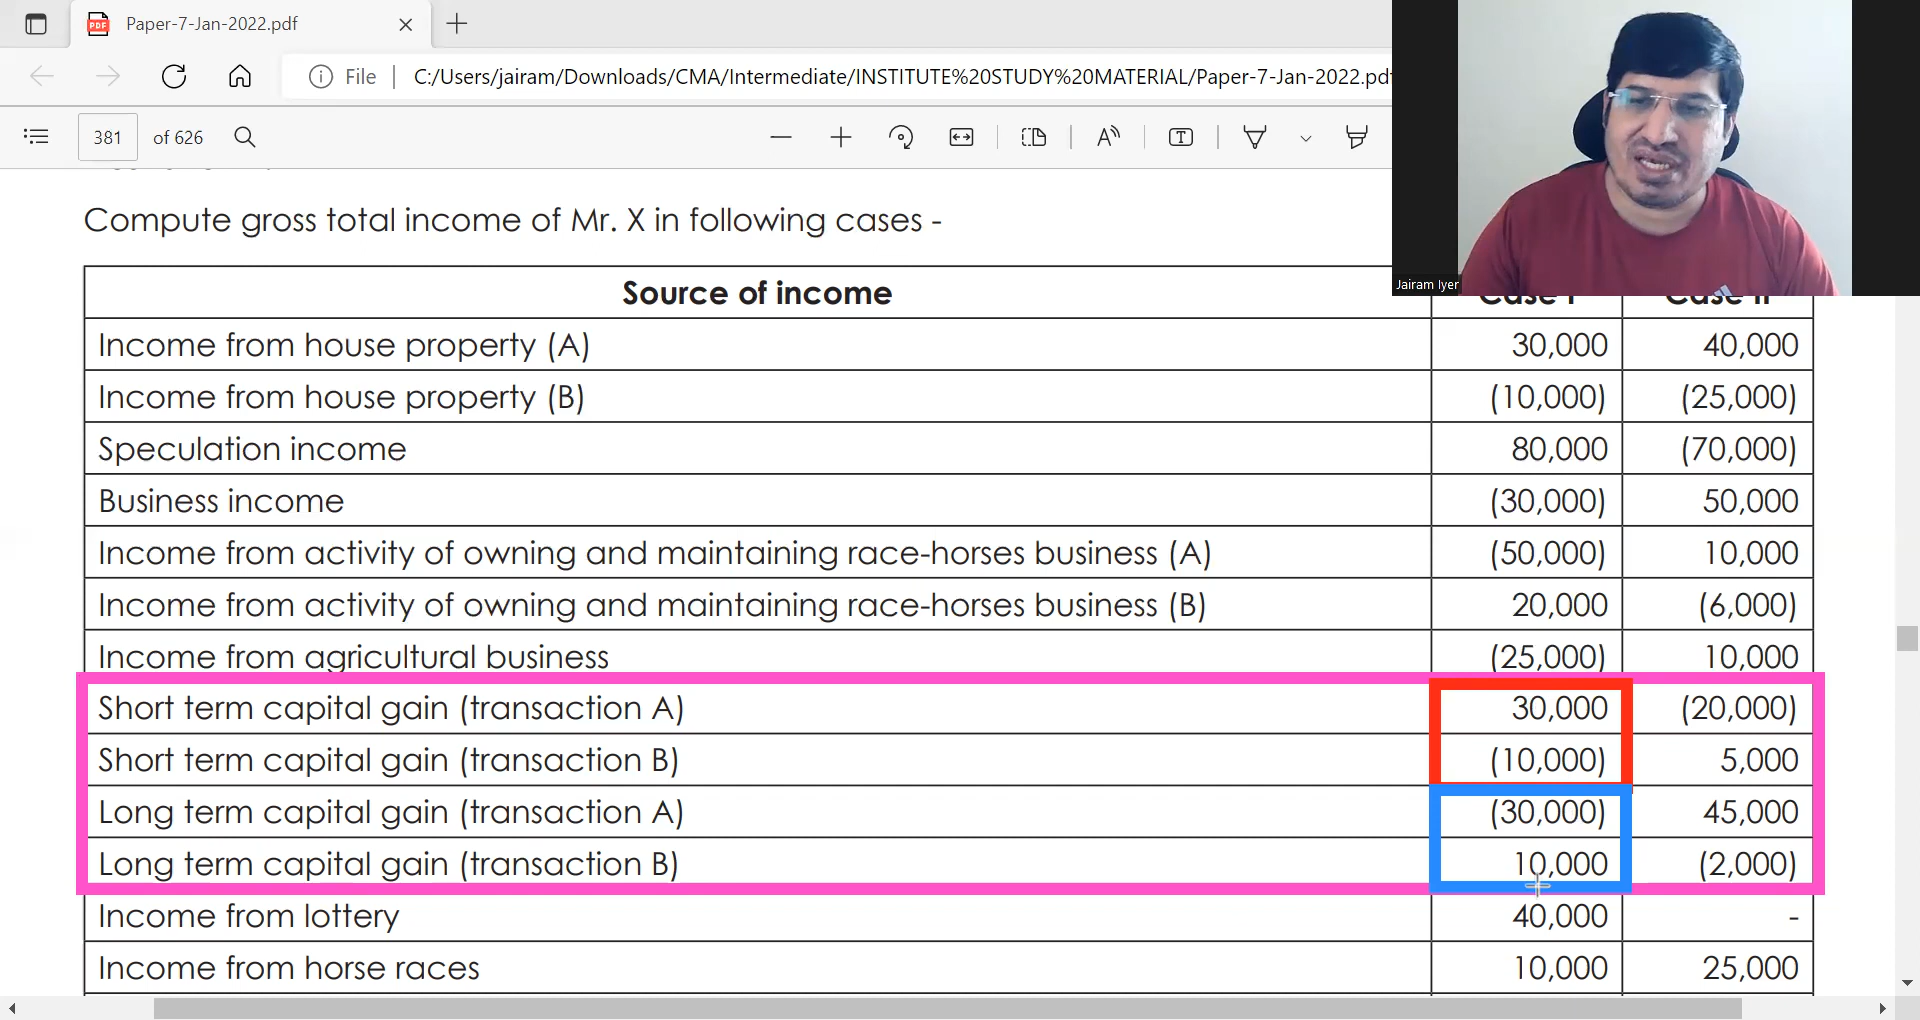 Paper-7-Jan-2022.pdf
File C:/Users/jairam/Downloads/CMA/Intermediate/INSTITUTE%20STUDY%20MATERIAL/Paper-7-Jan-2022.pdf
381 of 626
Jairam Iyer
Compute gross total income of Mr. X in following cases -
Source of income Case I Case II
Income from house property (A) 30,000 40,000
Income from house property (B) (10,000) (25,000)
Speculation income 80,000 (70,000)
Business income (30,000) 50,000
Income from activity of owning and maintaining race-horses business (A) (50,000) 10,000
Income from activity of owning and maintaining race-horses business (B) 20,000 (6,000)
Income from agricultural business (25,000) 10,000
Short term capital gain (transaction A) 30,000 (20,000)
Short term capital gain (transaction B) (10,000) 5,000
Long term capital gain (transaction A) (30,000) 45,000
Long term capital gain (transaction B) 10,000 (2,000)
Income from lottery 40,000 -
Income from horse races 10,000 25,000